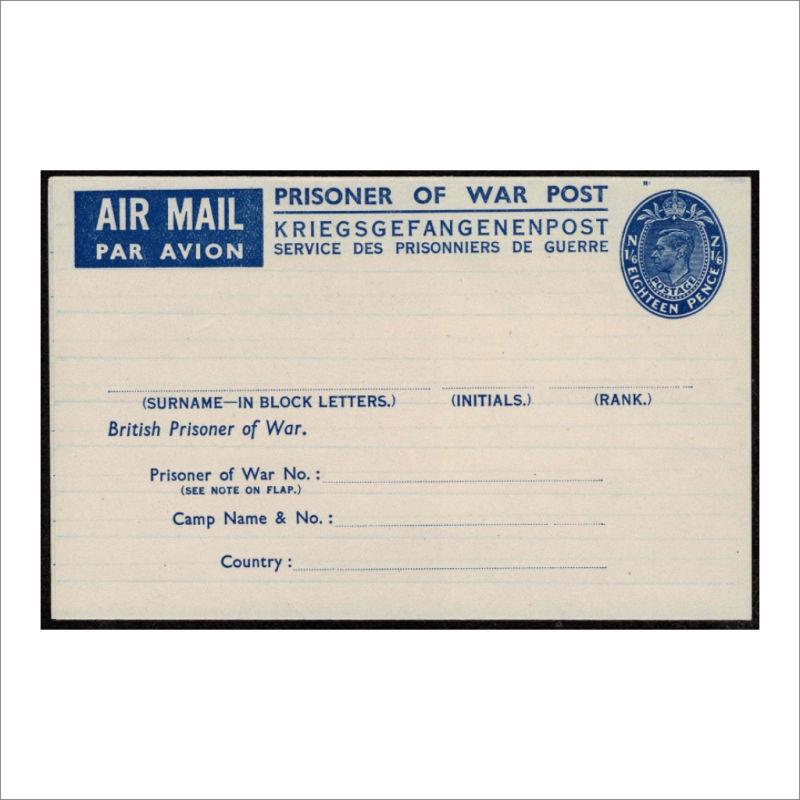 AIR MAIL
PAR AVION
PRISONER OF WAR POST
KRIEGSGEFANGENENPOST
SERVICE DES PRISONNIERS DE GUERRE
N Z
1/6 1/6
POSTAGE
EIGHTEEN PENCE
(SURNAME—IN BLOCK LETTERS.) (INITIALS.) (RANK.)
British Prisoner of War.
Prisoner of War No. :
(SEE NOTE ON FLAP.)
Camp Name & No. :
Country :